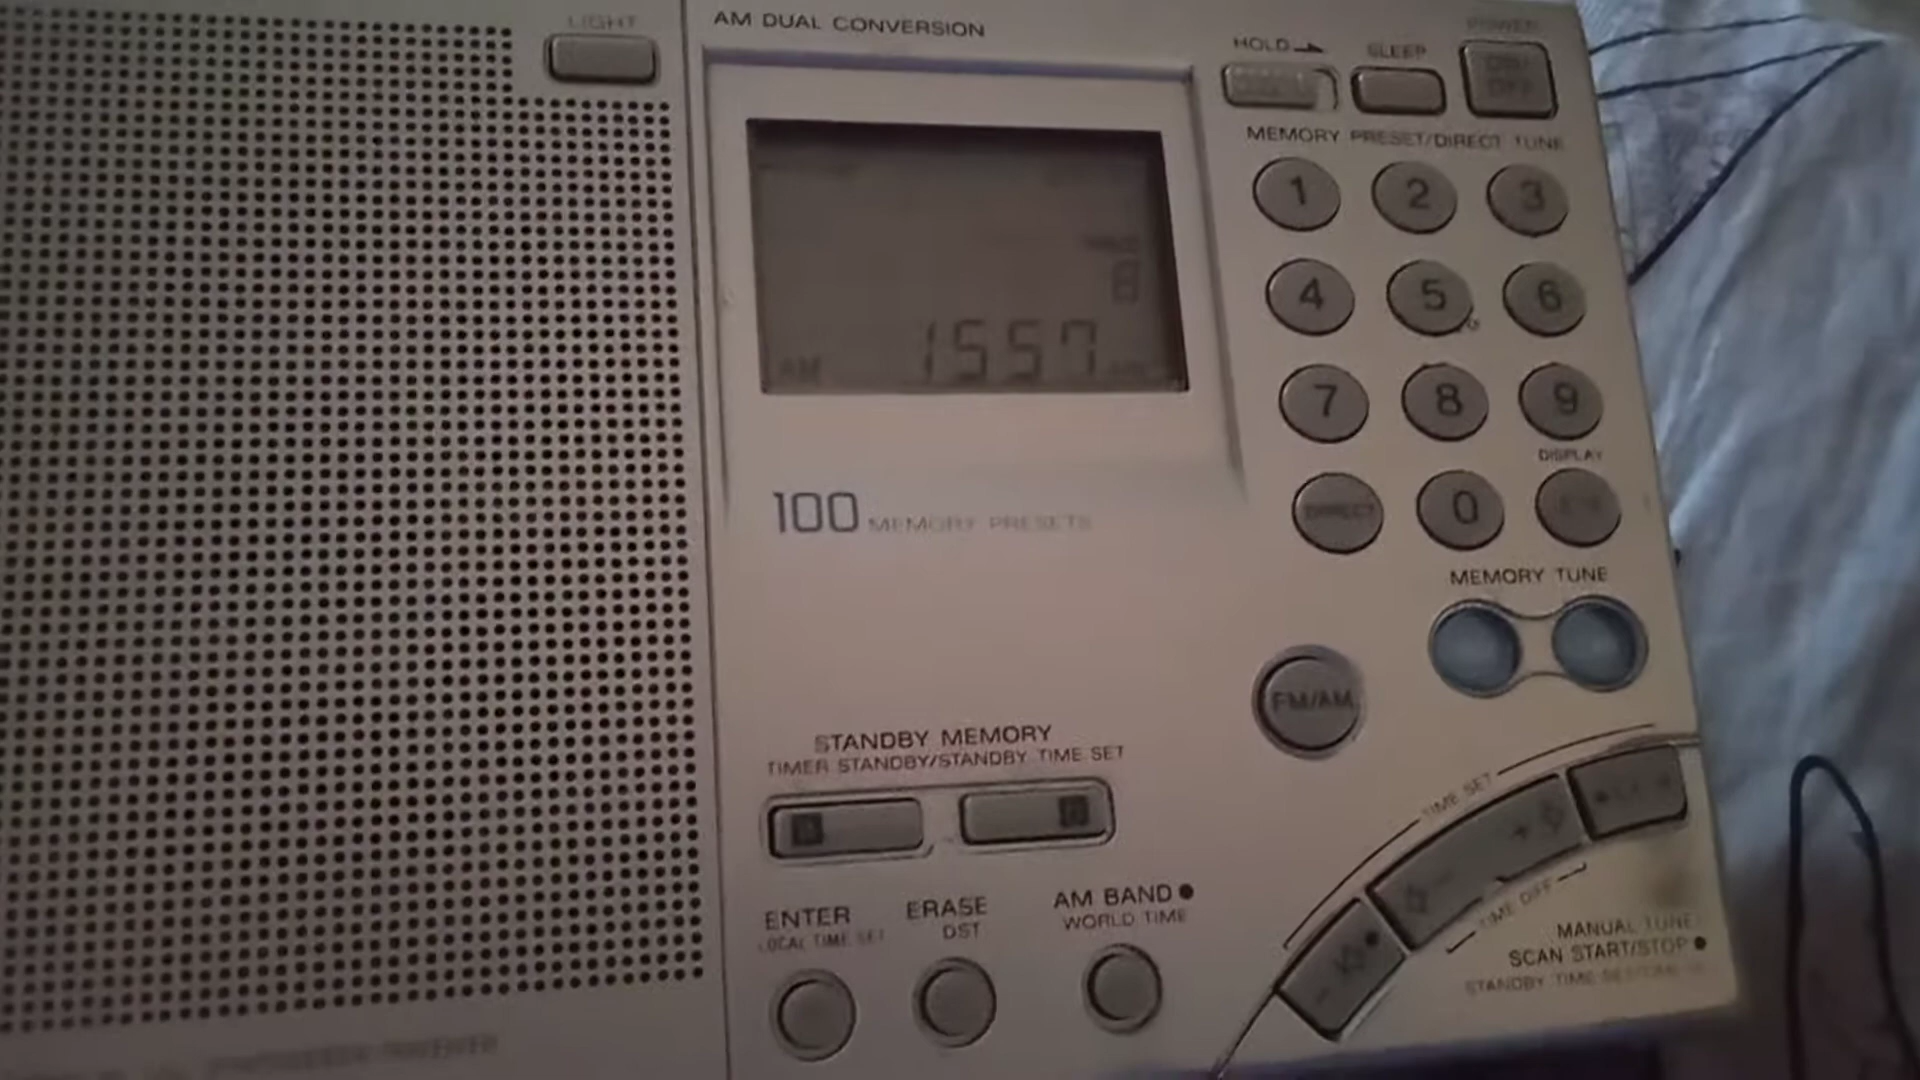 LIGHT
AM DUAL CONVERSION
HOLD
SLEEP
POWER
MEMORY PRESET/DIRECT TUNE
1 2 3
8
4 5 6
AM 1557
7 8 9
DISPLAY
100 MEMORY PRESETS
DIRECT 0
MEMORY TUNE
FM/AM
STANDBY MEMORY
TIMER STANDBY/STANDBY TIME SET
TIME SET
TIME DIFF
ENTER
LOCAL TIME SET
ERASE
DST
AM BAND ●
WORLD TIME
MANUAL TUNE
SCAN START/STOP ●
STANDBY TIME